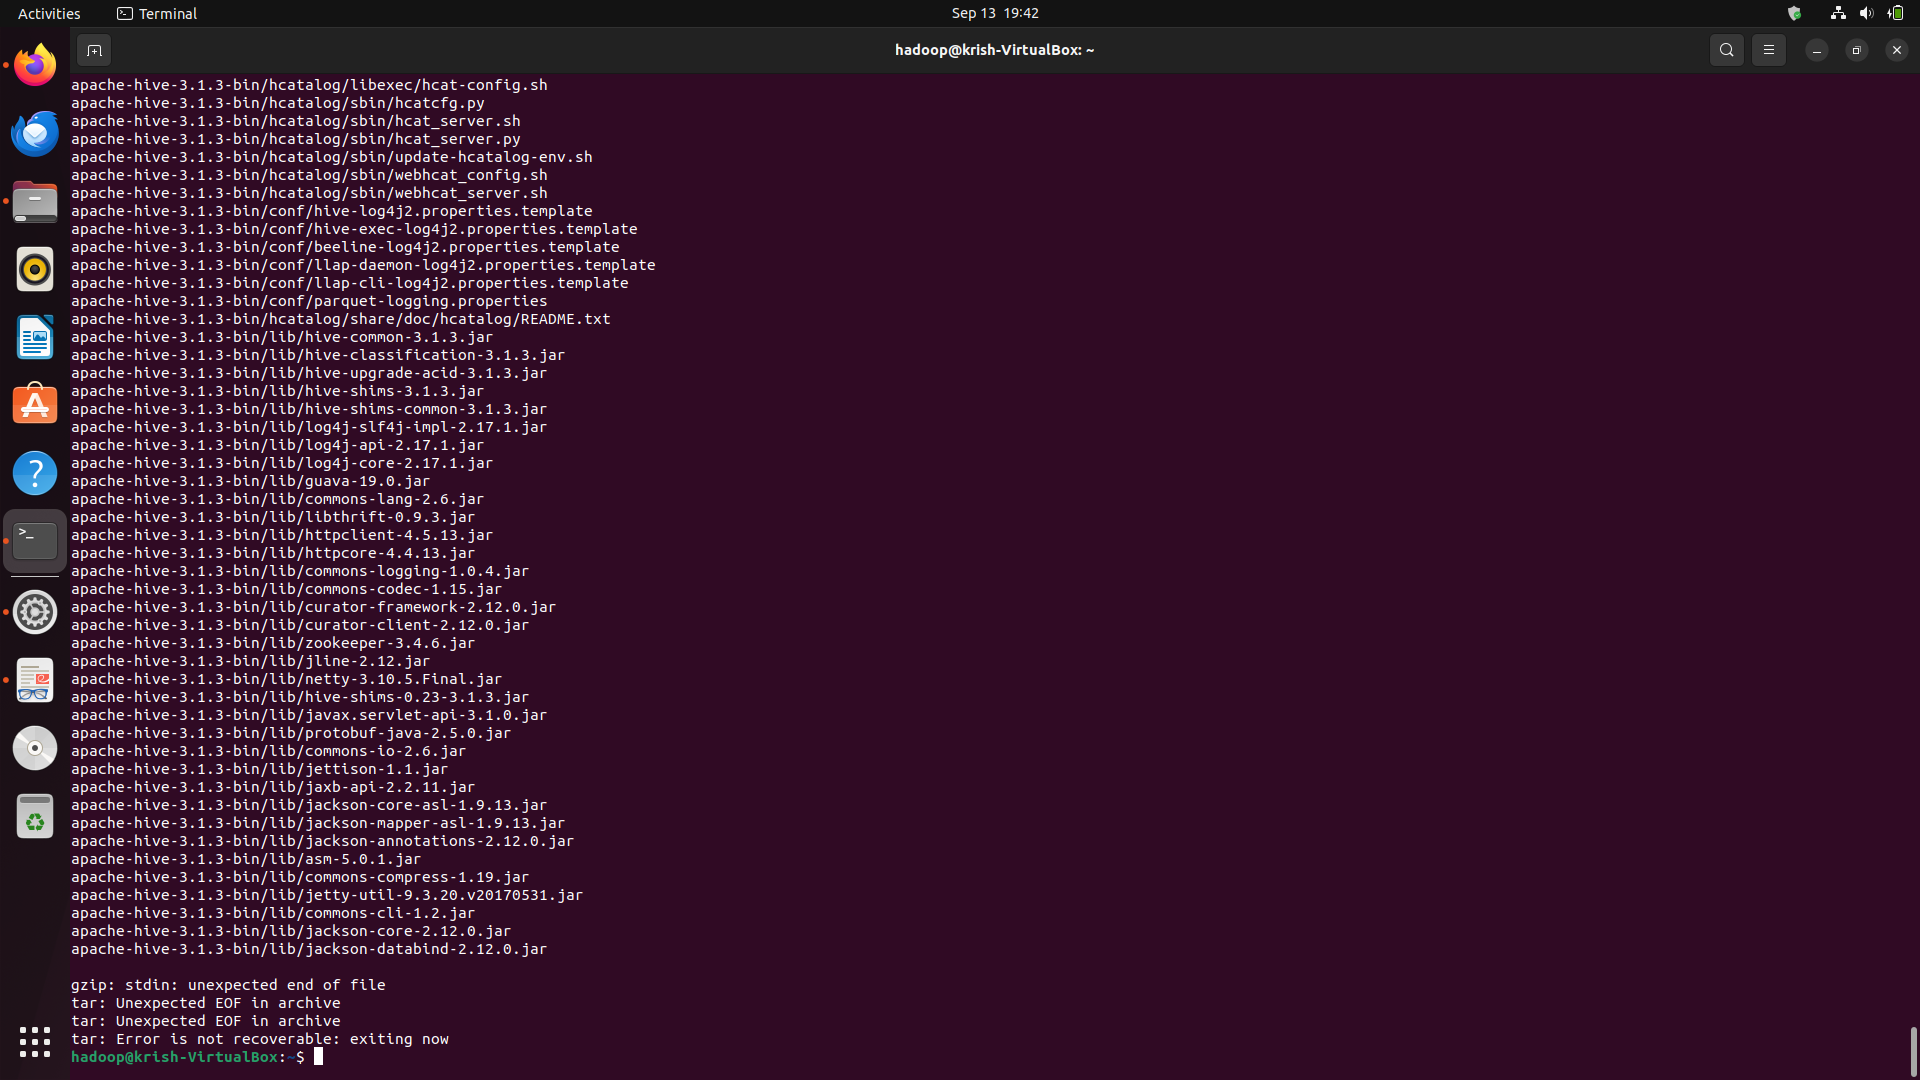 Activities
Terminal
Sep 13 19:42
hadoop@krish-VirtualBox: ~
apache-hive-3.1.3-bin/hcatalog/libexec/hcat-config.sh
apache-hive-3.1.3-bin/hcatalog/sbin/hcatcfg.py
apache-hive-3.1.3-bin/hcatalog/sbin/hcat_server.sh
apache-hive-3.1.3-bin/hcatalog/sbin/hcat_server.py
apache-hive-3.1.3-bin/hcatalog/sbin/update-hcatalog-env.sh
apache-hive-3.1.3-bin/hcatalog/sbin/webhcat_config.sh
apache-hive-3.1.3-bin/hcatalog/sbin/webhcat_server.sh
apache-hive-3.1.3-bin/conf/hive-log4j2.properties.template
apache-hive-3.1.3-bin/conf/hive-exec-log4j2.properties.template
apache-hive-3.1.3-bin/conf/beeline-log4j2.properties.template
apache-hive-3.1.3-bin/conf/llap-daemon-log4j2.properties.template
apache-hive-3.1.3-bin/conf/llap-cli-log4j2.properties.template
apache-hive-3.1.3-bin/conf/parquet-logging.properties
apache-hive-3.1.3-bin/hcatalog/share/doc/hcatalog/README.txt
apache-hive-3.1.3-bin/lib/hive-common-3.1.3.jar
apache-hive-3.1.3-bin/lib/hive-classification-3.1.3.jar
apache-hive-3.1.3-bin/lib/hive-upgrade-acid-3.1.3.jar
apache-hive-3.1.3-bin/lib/hive-shims-3.1.3.jar
apache-hive-3.1.3-bin/lib/hive-shims-common-3.1.3.jar
apache-hive-3.1.3-bin/lib/log4j-slf4j-impl-2.17.1.jar
apache-hive-3.1.3-bin/lib/log4j-api-2.17.1.jar
apache-hive-3.1.3-bin/lib/log4j-core-2.17.1.jar
apache-hive-3.1.3-bin/lib/guava-19.0.jar
apache-hive-3.1.3-bin/lib/commons-lang-2.6.jar
apache-hive-3.1.3-bin/lib/libthrift-0.9.3.jar
apache-hive-3.1.3-bin/lib/httpclient-4.5.13.jar
apache-hive-3.1.3-bin/lib/httpcore-4.4.13.jar
apache-hive-3.1.3-bin/lib/commons-logging-1.0.4.jar
apache-hive-3.1.3-bin/lib/commons-codec-1.15.jar
apache-hive-3.1.3-bin/lib/curator-framework-2.12.0.jar
apache-hive-3.1.3-bin/lib/curator-client-2.12.0.jar
apache-hive-3.1.3-bin/lib/zookeeper-3.4.6.jar
apache-hive-3.1.3-bin/lib/jline-2.12.jar
apache-hive-3.1.3-bin/lib/netty-3.10.5.Final.jar
apache-hive-3.1.3-bin/lib/hive-shims-0.23-3.1.3.jar
apache-hive-3.1.3-bin/lib/javax.servlet-api-3.1.0.jar
apache-hive-3.1.3-bin/lib/protobuf-java-2.5.0.jar
apache-hive-3.1.3-bin/lib/commons-io-2.6.jar
apache-hive-3.1.3-bin/lib/jettison-1.1.jar
apache-hive-3.1.3-bin/lib/jaxb-api-2.2.11.jar
apache-hive-3.1.3-bin/lib/jackson-core-asl-1.9.13.jar
apache-hive-3.1.3-bin/lib/jackson-mapper-asl-1.9.13.jar
apache-hive-3.1.3-bin/lib/jackson-annotations-2.12.0.jar
apache-hive-3.1.3-bin/lib/asm-5.0.1.jar
apache-hive-3.1.3-bin/lib/commons-compress-1.19.jar
apache-hive-3.1.3-bin/lib/jetty-util-9.3.20.v20170531.jar
apache-hive-3.1.3-bin/lib/commons-cli-1.2.jar
apache-hive-3.1.3-bin/lib/jackson-core-2.12.0.jar
apache-hive-3.1.3-bin/lib/jackson-databind-2.12.0.jar
gzip: stdin: unexpected end of file
tar: Unexpected EOF in archive
tar: Unexpected EOF in archive
tar: Error is not recoverable: exiting now
hadoop@krish-VirtualBox:~$